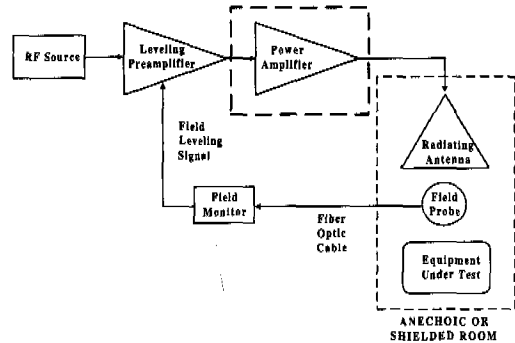 RF Source
Leveling
Preamplifier
Power
Amplifier
Radiating
Antenna
Field
Leveling
Signal
Field
Monitor
Fiber
Optic
Cable
Field
Probe
Equipment
Under Test
ANECHOIC OR
SHIELDED ROOM